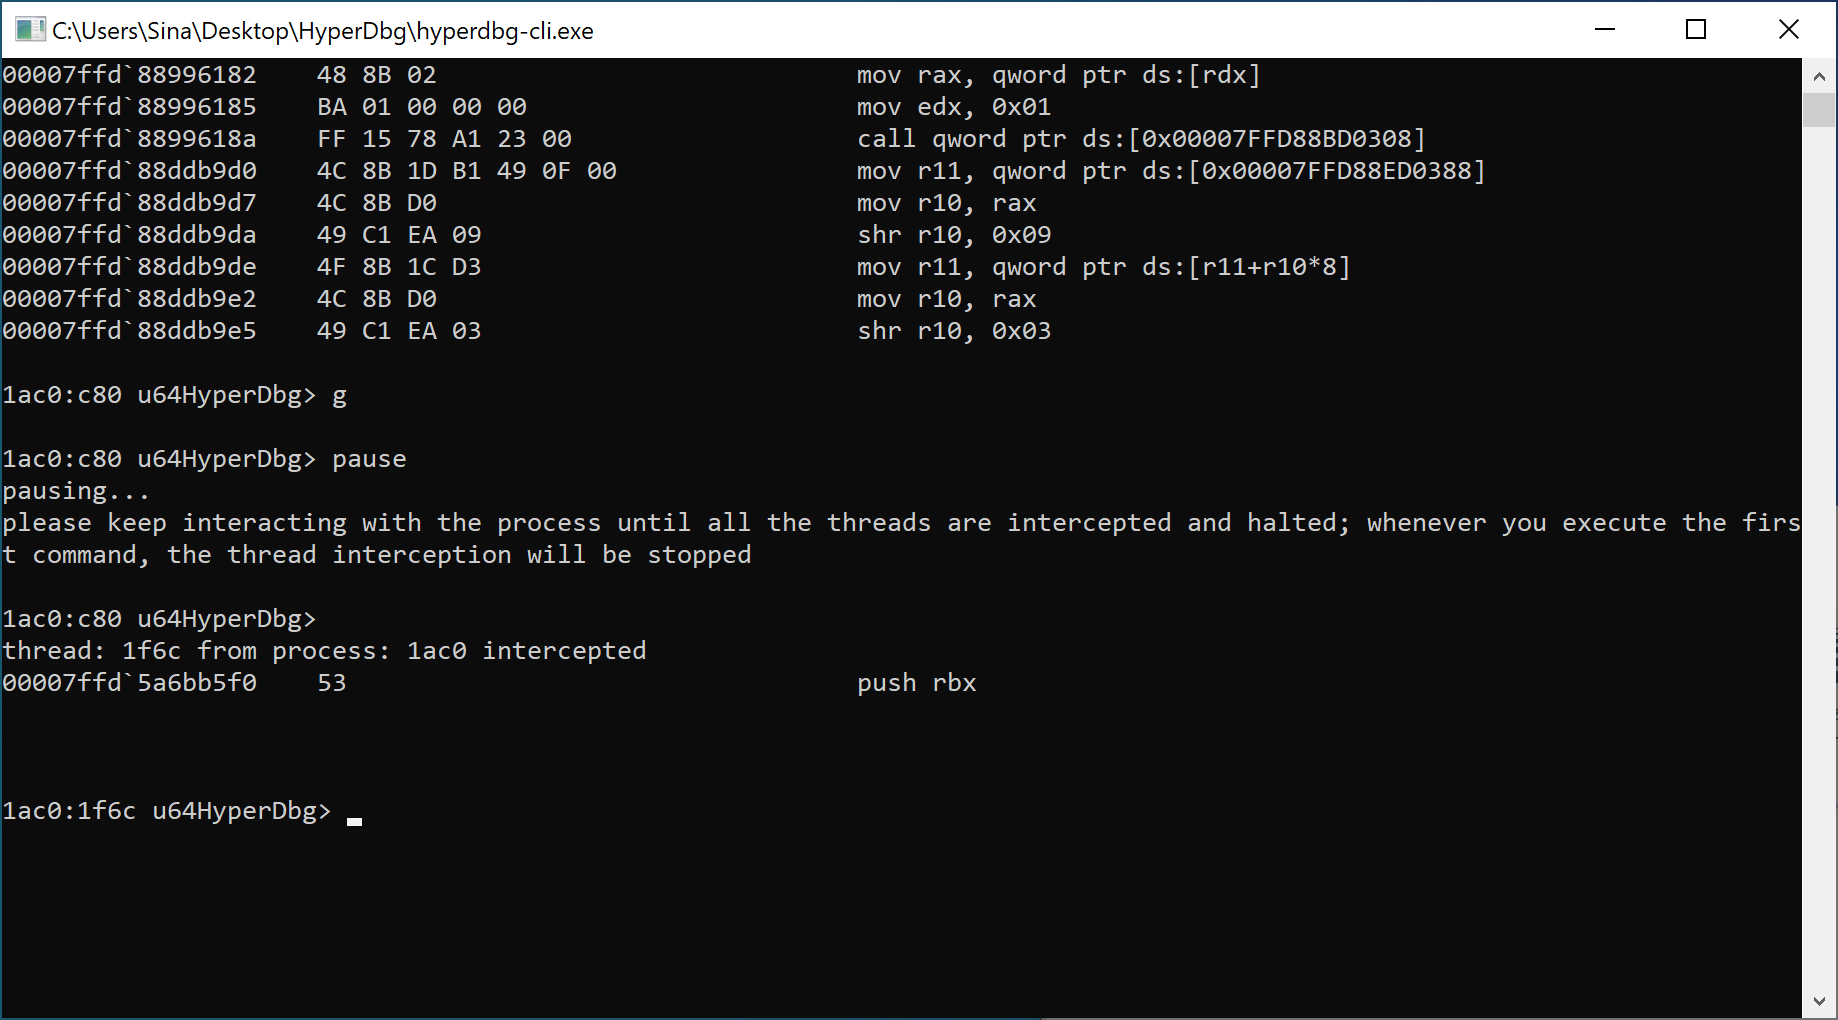 C:\Users\Sina\Desktop\HyperDbg\hyperdbg-cli.exe
00007ffd`88996182    48 8B 02                            mov rax, qword ptr ds:[rdx]
00007ffd`88996185    BA 01 00 00 00                      mov edx, 0x01
00007ffd`8899618a    FF 15 78 A1 23 00                   call qword ptr ds:[0x00007FFD88BD0308]
00007ffd`88ddb9d0    4C 8B 1D B1 49 0F 00                mov r11, qword ptr ds:[0x00007FFD88ED0388]
00007ffd`88ddb9d7    4C 8B D0                            mov r10, rax
00007ffd`88ddb9da    49 C1 EA 09                         shr r10, 0x09
00007ffd`88ddb9de    4F 8B 1C D3                         mov r11, qword ptr ds:[r11+r10*8]
00007ffd`88ddb9e2    4C 8B D0                            mov r10, rax
00007ffd`88ddb9e5    49 C1 EA 03                         shr r10, 0x03
1ac0:c80 u64HyperDbg> g
1ac0:c80 u64HyperDbg> pause
pausing...
please keep interacting with the process until all the threads are intercepted and halted; whenever you execute the firs
t command, the thread interception will be stopped
1ac0:c80 u64HyperDbg>
thread: 1f6c from process: 1ac0 intercepted
00007ffd`5a6bb5f0    53                                  push rbx
1ac0:1f6c u64HyperDbg>